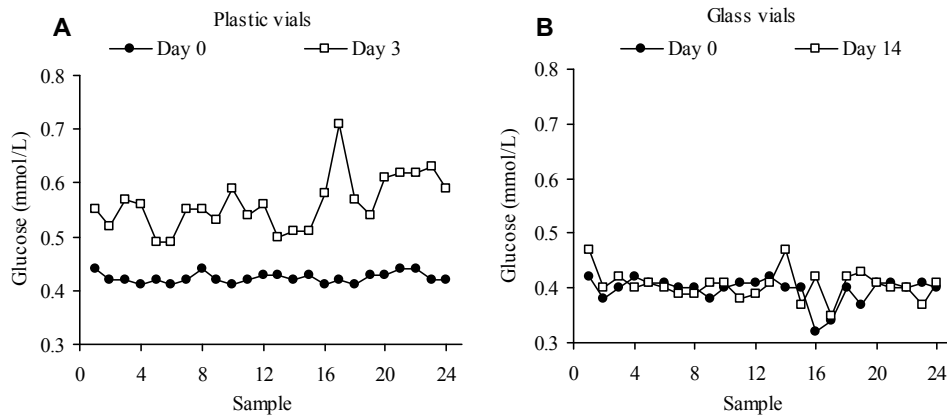 A
Plastic vials
Day 0
Day 3
0.8
0.7
0.6
0.5
0.4
0.3
Glucose (mmol/L)
0 4 8 12 16 20 24
Sample
B
Glass vials
Day 0
Day 14
0.8
0.7
0.6
0.5
0.4
0.3
Glucose (mmol/L)
0 4 8 12 16 20 24
Sample